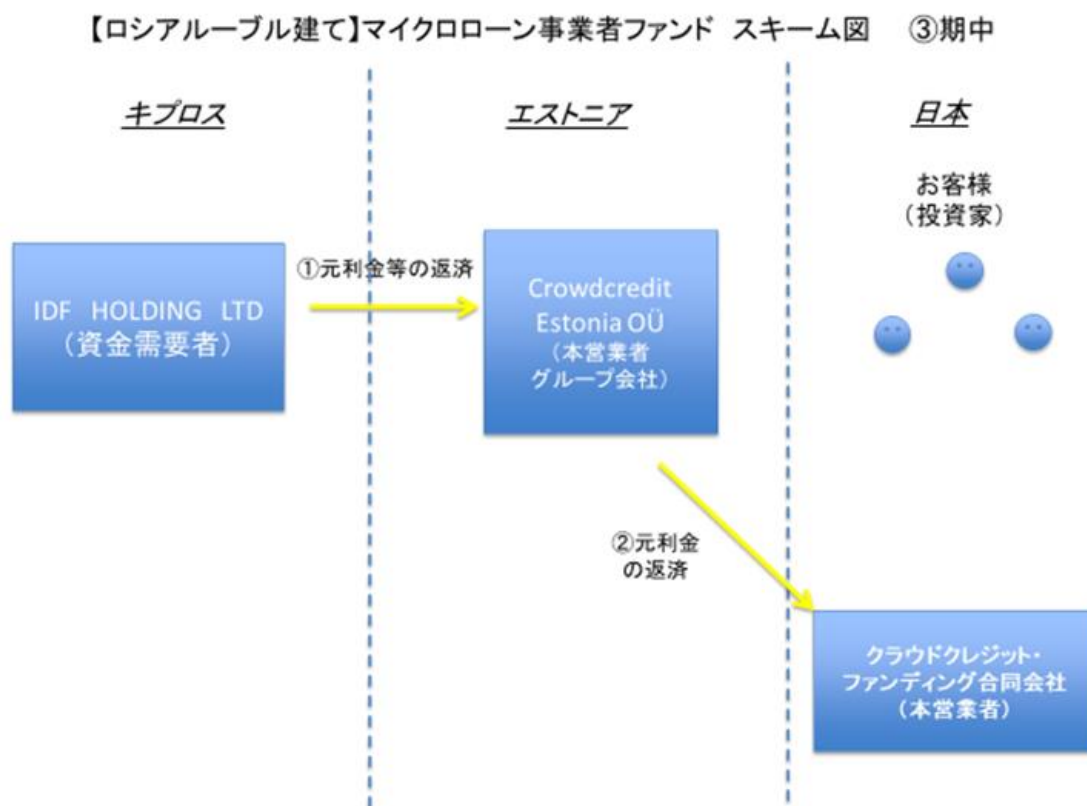 【ロシアルーブル建て】マイクロローン事業者ファンド スキーム図 ③期中
キプロス
エストニア
日本
お客様
（投資家）
①元利金等の返済
IDF HOLDING LTD
（資金需要者）
Crowdcredit
Estonia OÜ
（本営業者
グループ会社）
②元利金
の返済
クラウドクレジット・
ファンディング合同会社
（本営業者）